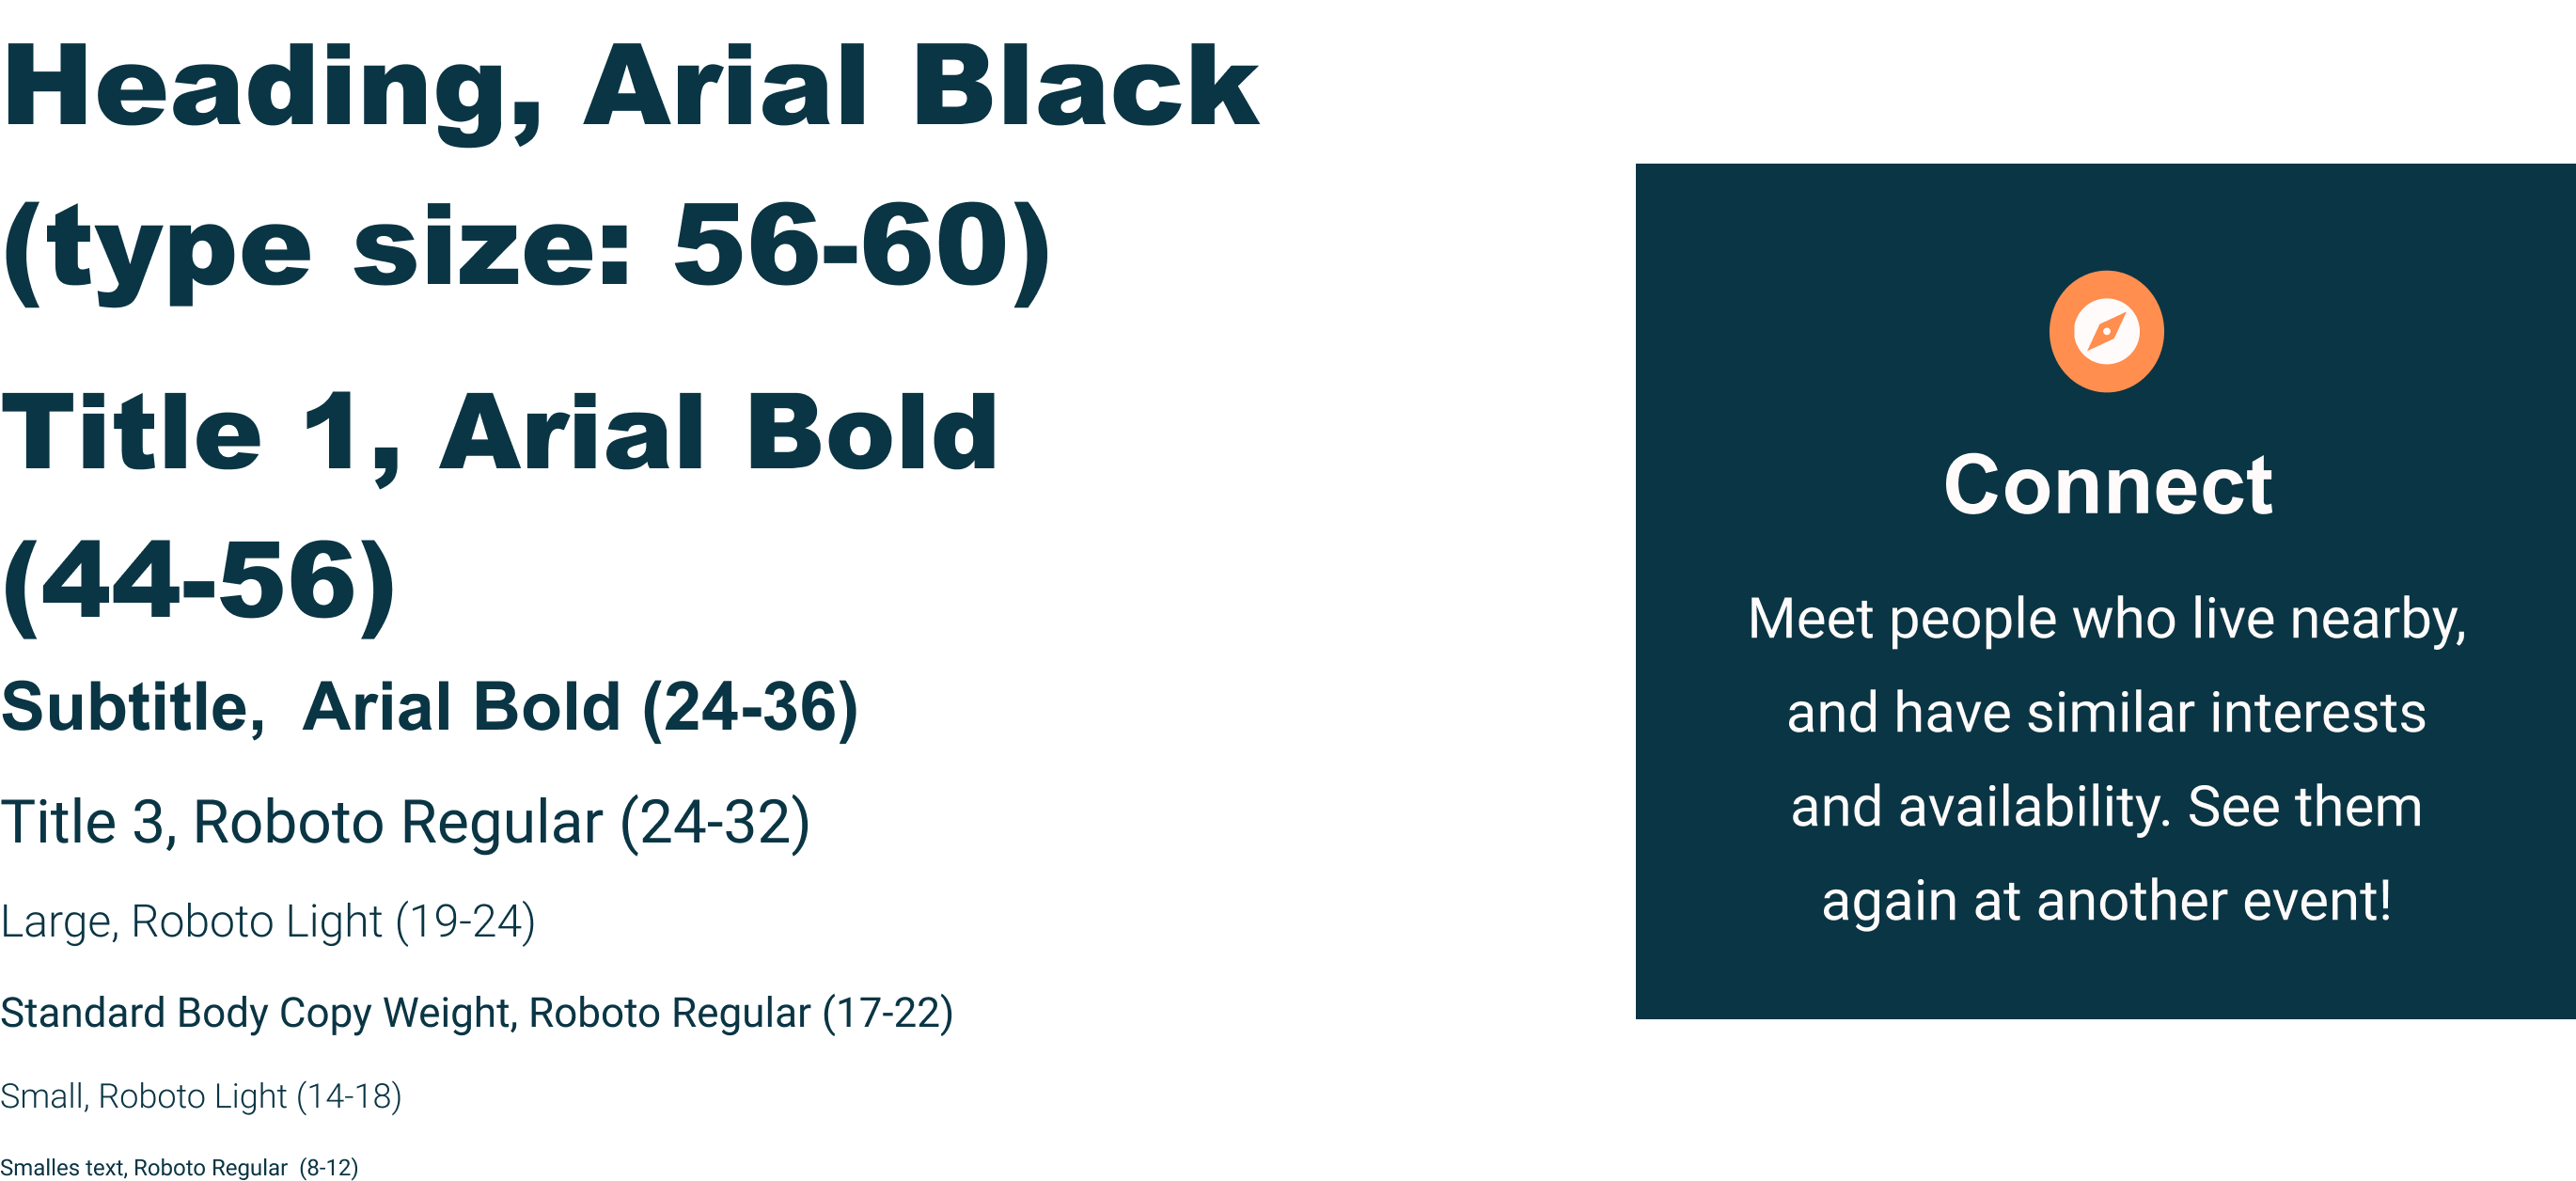 Heading, Arial Black
(type size: 56-60)
Title 1, Arial Bold
(44-56)
Subtitle,  Arial Bold (24-36)
Title 3, Roboto Regular (24-32)
Large, Roboto Light (19-24)
Standard Body Copy Weight, Roboto Regular (17-22)
Small, Roboto Light (14-18)
Smalles text, Roboto Regular  (8-12)
Connect
Meet people who live nearby,
and have similar interests
and availability. See them
again at another event!